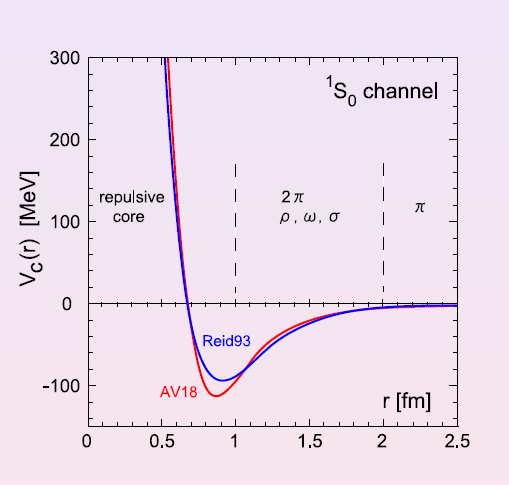 300
200
100
0
-100
V_C(r) [MeV]
¹S₀ channel
repulsive
core
2π
ρ, ω, σ
π
Reid93
AV18
r [fm]
0
0.5
1
1.5
2
2.5